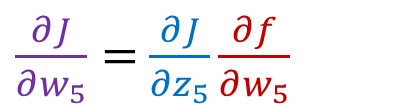 ∂J/∂w₅ = ∂J/∂z₅ ∂f/∂w₅